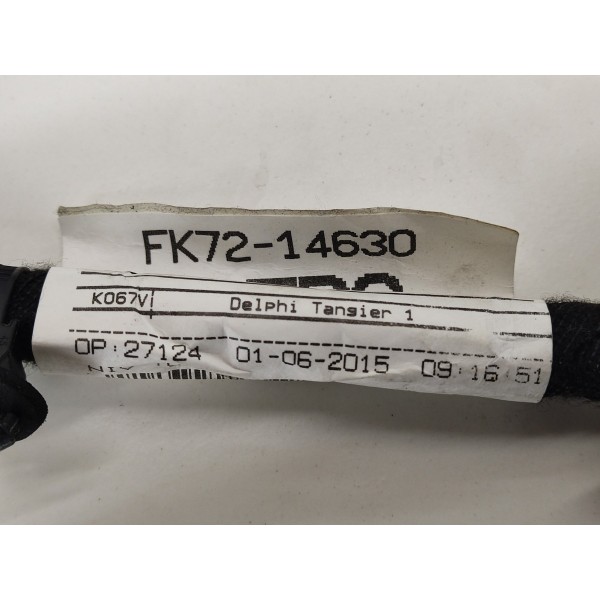 FK72-14630
K067V Delphi Tangier 1
OP:27124 01-06-2015 09:16:51